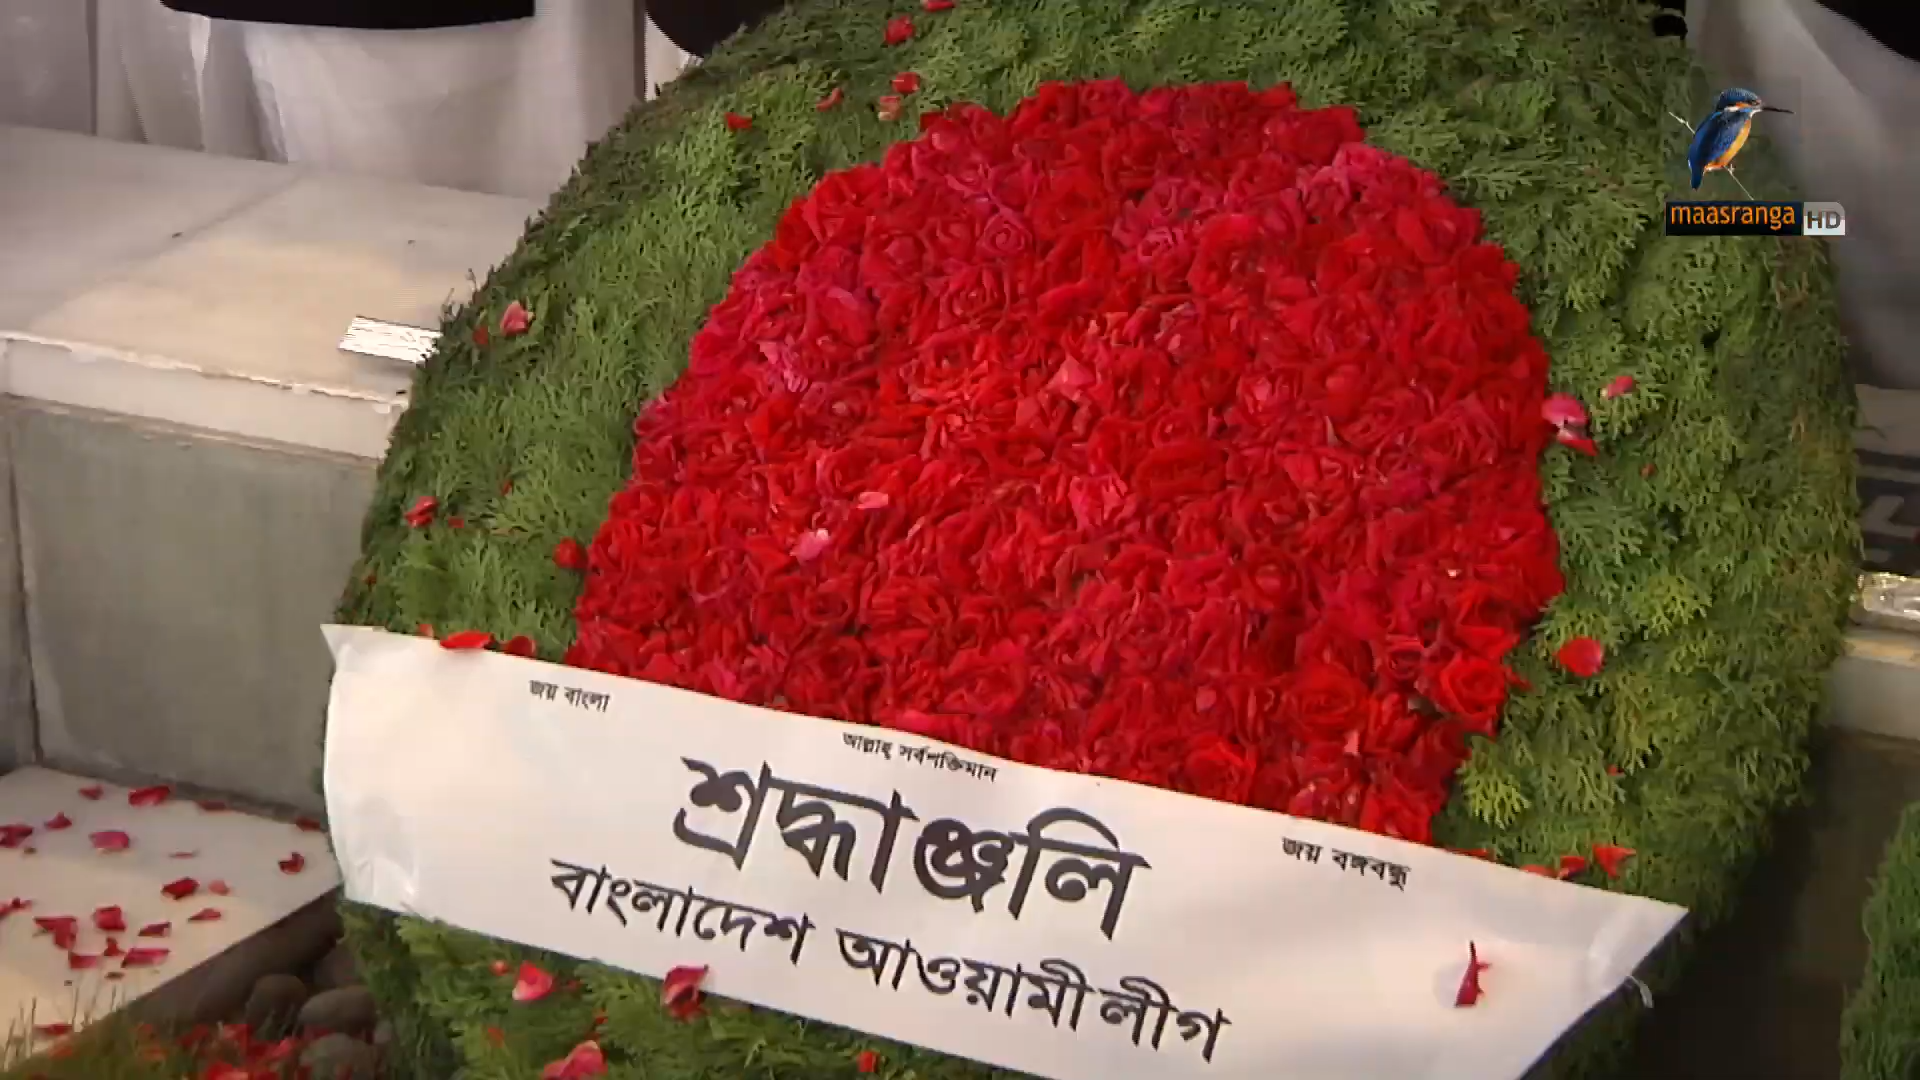 maasranga HD
জয় বাংলা
আল্লাহ্ সর্বশক্তিমান
জয় বঙ্গবন্ধু
শ্রদ্ধাঞ্জলি
বাংলাদেশ আওয়ামী লীগ